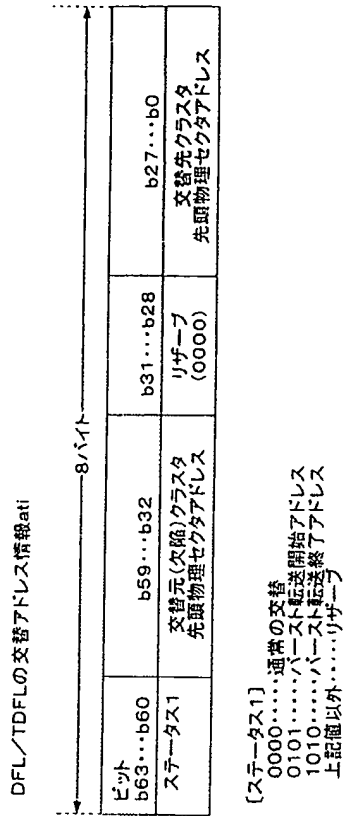 DFL/TDFLの交替アドレス情報ati
8バイト
ビット
b63···b60
b59···b32
b31···b28
b27···b0
ステータス1
交替元(欠陥)クラスタ
先頭物理セクタアドレス
リザーブ
(0000)
交替先クラスタ
先頭物理セクタアドレス
[ステータス1]
0000······通常の交替
0101······バースト転送開始アドレス
1010······バースト転送終了アドレス
上記値以外······リザーブ